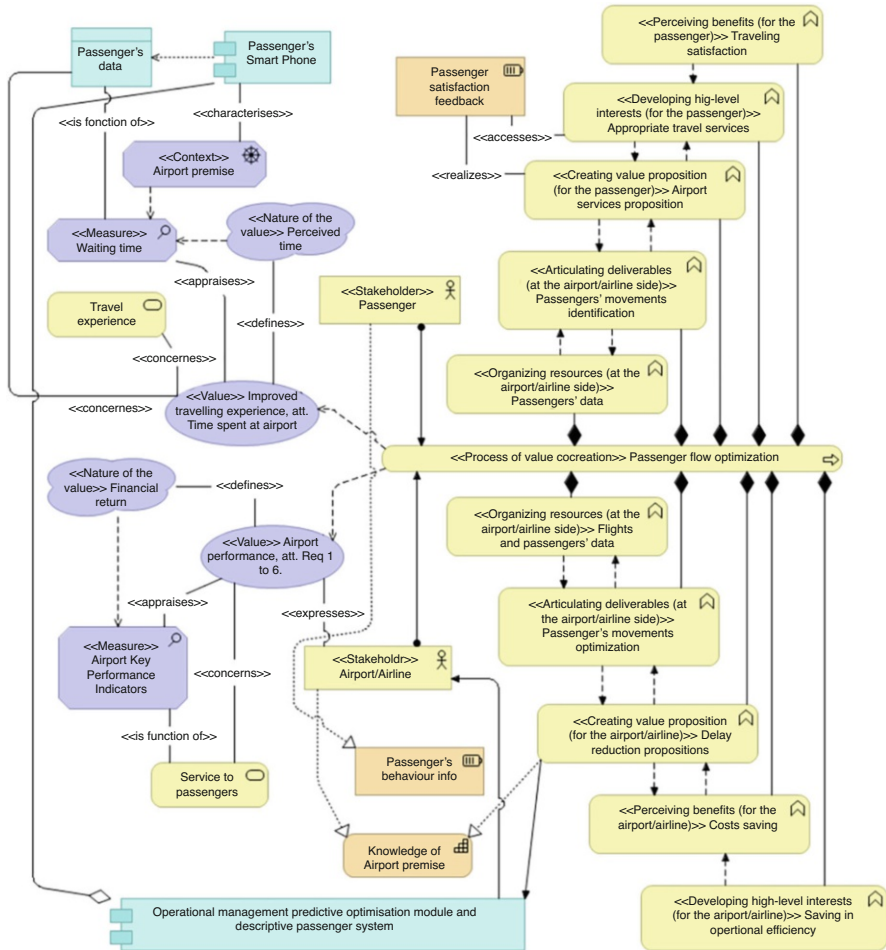 <<Perceiving benefits (for the
passenger)>> Traveling
satisfaction
Passenger's
data
Passenger's
Smart Phone
Passenger
satisfaction
feedback
<<Developing hig-level
interests (for the passenger)>>
Appropriate travel services
<<is fonction of>>
<<characterises>>
<<accesses>>
<<Context>>
Airport premise
<<realizes>>
<<Creating value proposition
(for the passenger)>> Airport
services proposition
<<Measure>>
Waiting time
<<Nature of the
value>> Perceived
time
<<appraises>>
<<Stakeholder>>
Passenger
<<Articulating deliverables
(at the airport/airline side)>>
Passengers' movements
identification
Travel
experience
<<defines>>
<<concernes>>
<<Organizing resources (at the
airport/airline side)>>
Passengers' data
<<concernes>>
<<Value>> Improved
travelling experience, att.
Time spent at airport
<<Process of value cocreation>> Passenger flow optimization
<<Nature of the
value>> Financial
return
<<defines>>
<<Organizing resources (at the
airport/airline side)>> Flights
and passengers' data
<<Value>> Airport
performance, att. Req 1
to 6.
<<appraises>>
<<expresses>>
<<Articulating deliverables (at
the airport/airline side)>>
Passenger's movements
optimization
<<Measure>>
Airport Key
Performance
Indicators
<<concerns>>
<<Stakeholdr>>
Airport/Airline
<<is function of>>
<<Creating value proposition
(for the airport/airline)>> Delay
reduction propositions
Service to
passengers
Passenger's
behaviour info
<<Perceiving benefits (for the
airport/airline)>> Costs saving
Knowledge of
Airport premise
Operational management predictive optimisation module and
descriptive passenger system
<<Developing high-level interests
(for the airport/airline)>> Saving in
opertional efficiency